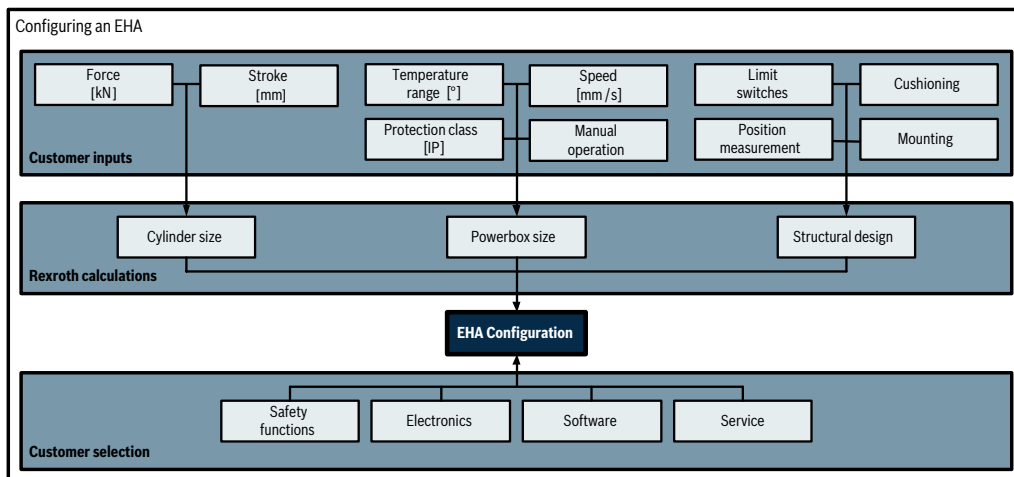 Configuring an EHA
Force
[kN]
Stroke
[mm]
Temperature
range [°]
Speed
[mm/s]
Limit
switches
Cushioning
Protection class
[IP]
Manual
operation
Position
measurement
Mounting
Customer inputs
Cylinder size
Powerbox size
Structural design
Rexroth calculations
EHA Configuration
Safety
functions
Electronics
Software
Service
Customer selection